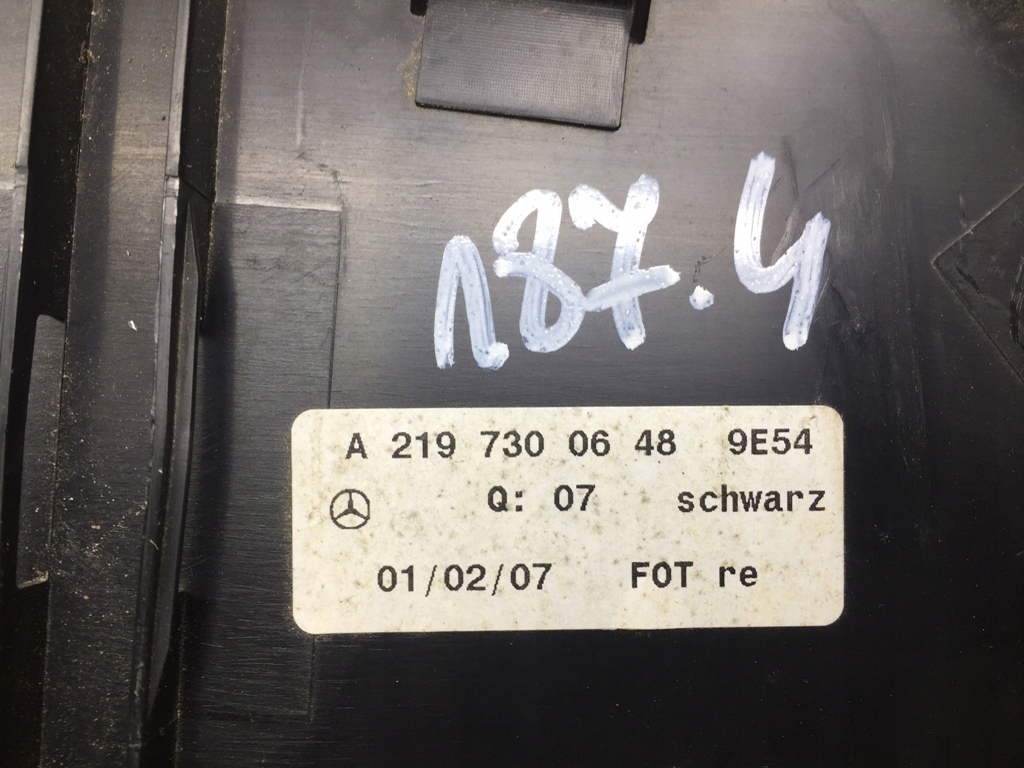 187.4
A 219 730 06 48 9E54
Q: 07 schwarz
01/02/07 FOT re